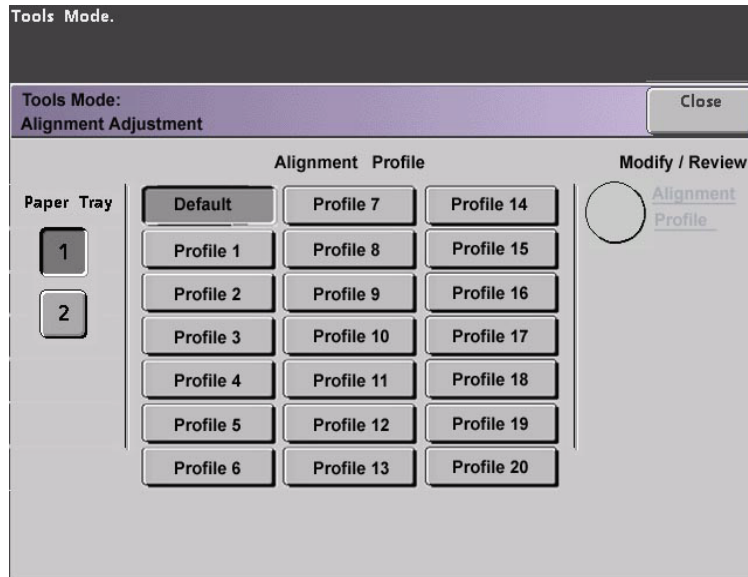 Tools Mode.
Tools Mode:
Close
Alignment Adjustment
Alignment Profile
Modify / Review
Paper Tray
Default
Profile 7
Profile 14
Alignment
Profile
1
Profile 1
Profile 8
Profile 15
2
Profile 2
Profile 9
Profile 16
Profile 3
Profile 10
Profile 17
Profile 4
Profile 11
Profile 18
Profile 5
Profile 12
Profile 19
Profile 6
Profile 13
Profile 20